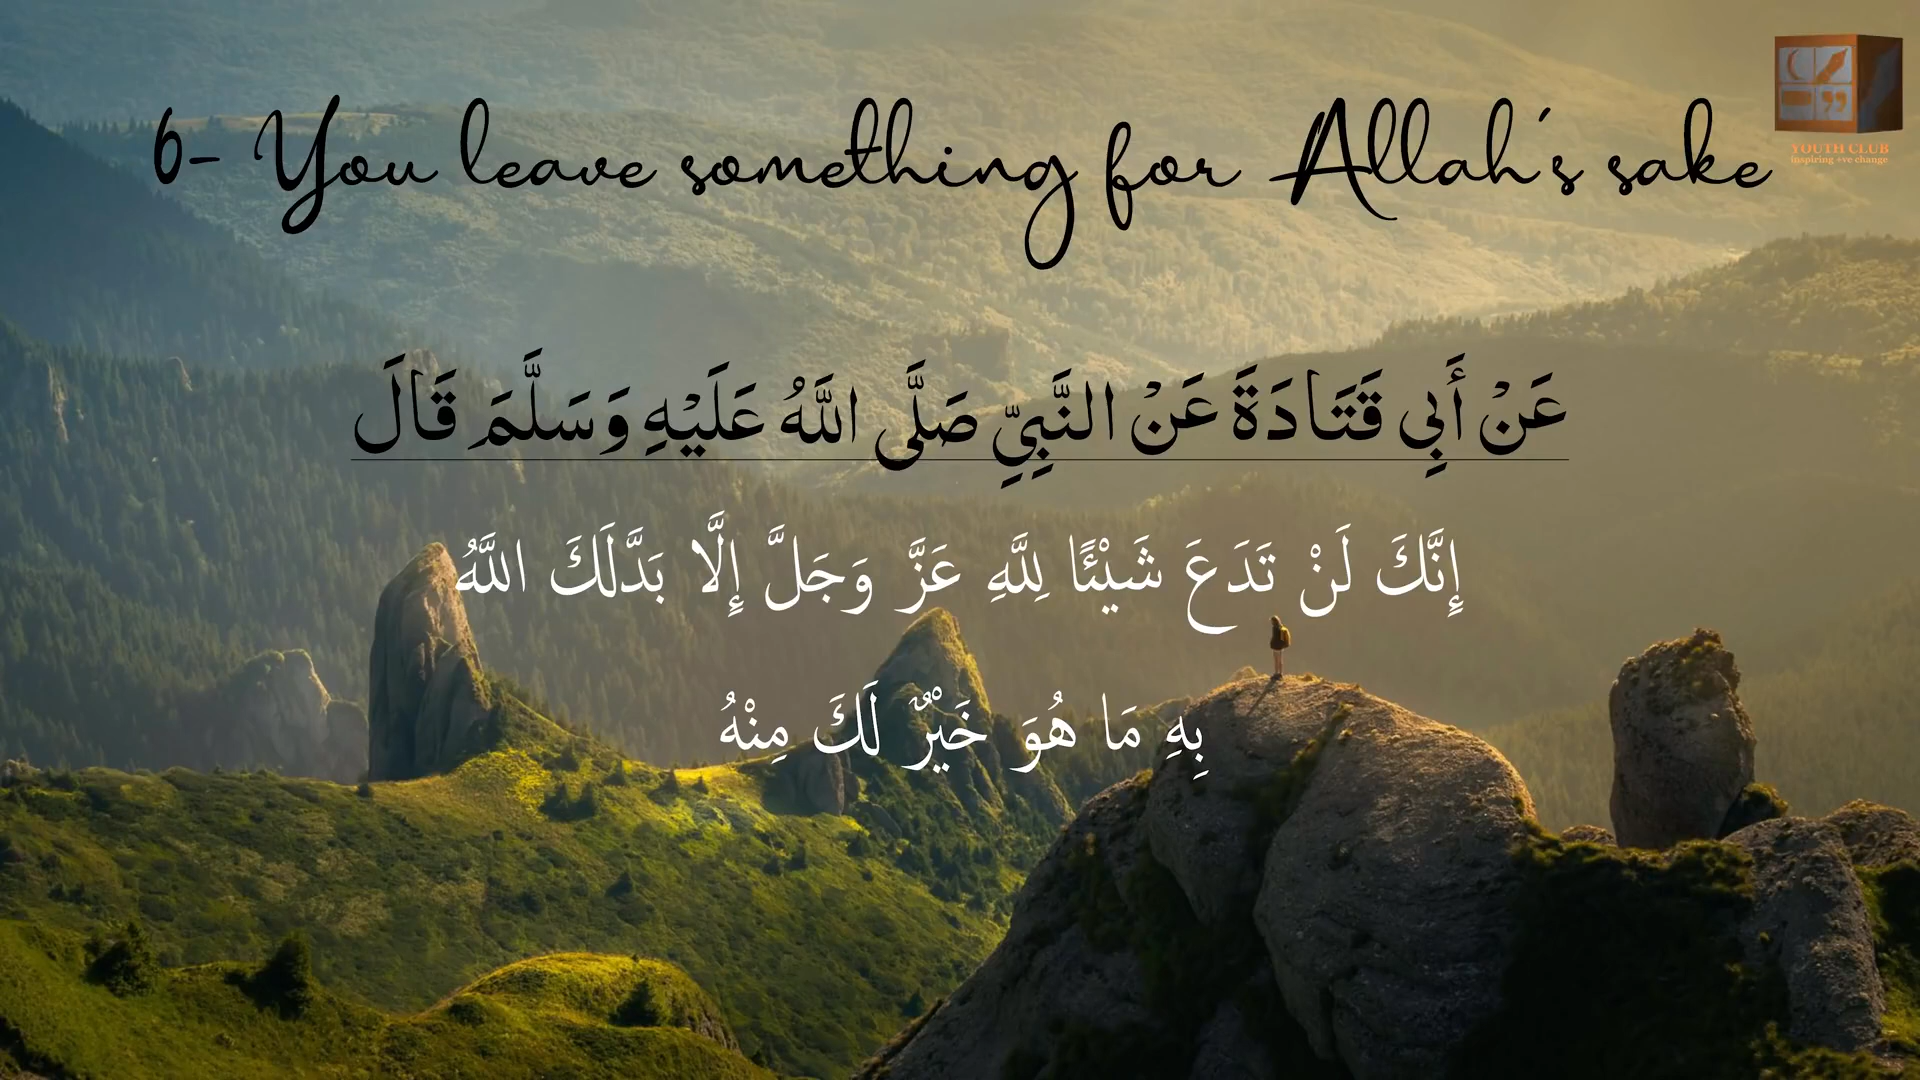 6- You leave something for Allah's sake
عَنْ أَبِي قَتَادَةَ عَنْ النَّبِيِّ صَلَّى اللَّهُ عَلَيْهِ وَسَلَّمَ قَالَ
إِنَّكَ لَنْ تَدَعَ شَيْئًا لِلَّهِ عَزَّ وَجَلَّ إِلَّا بَدَّلَكَ اللَّهُ
بِهِ مَا هُوَ خَيْرٌ لَكَ مِنْهُ
YOUTH CLUB
inspiring +ve change